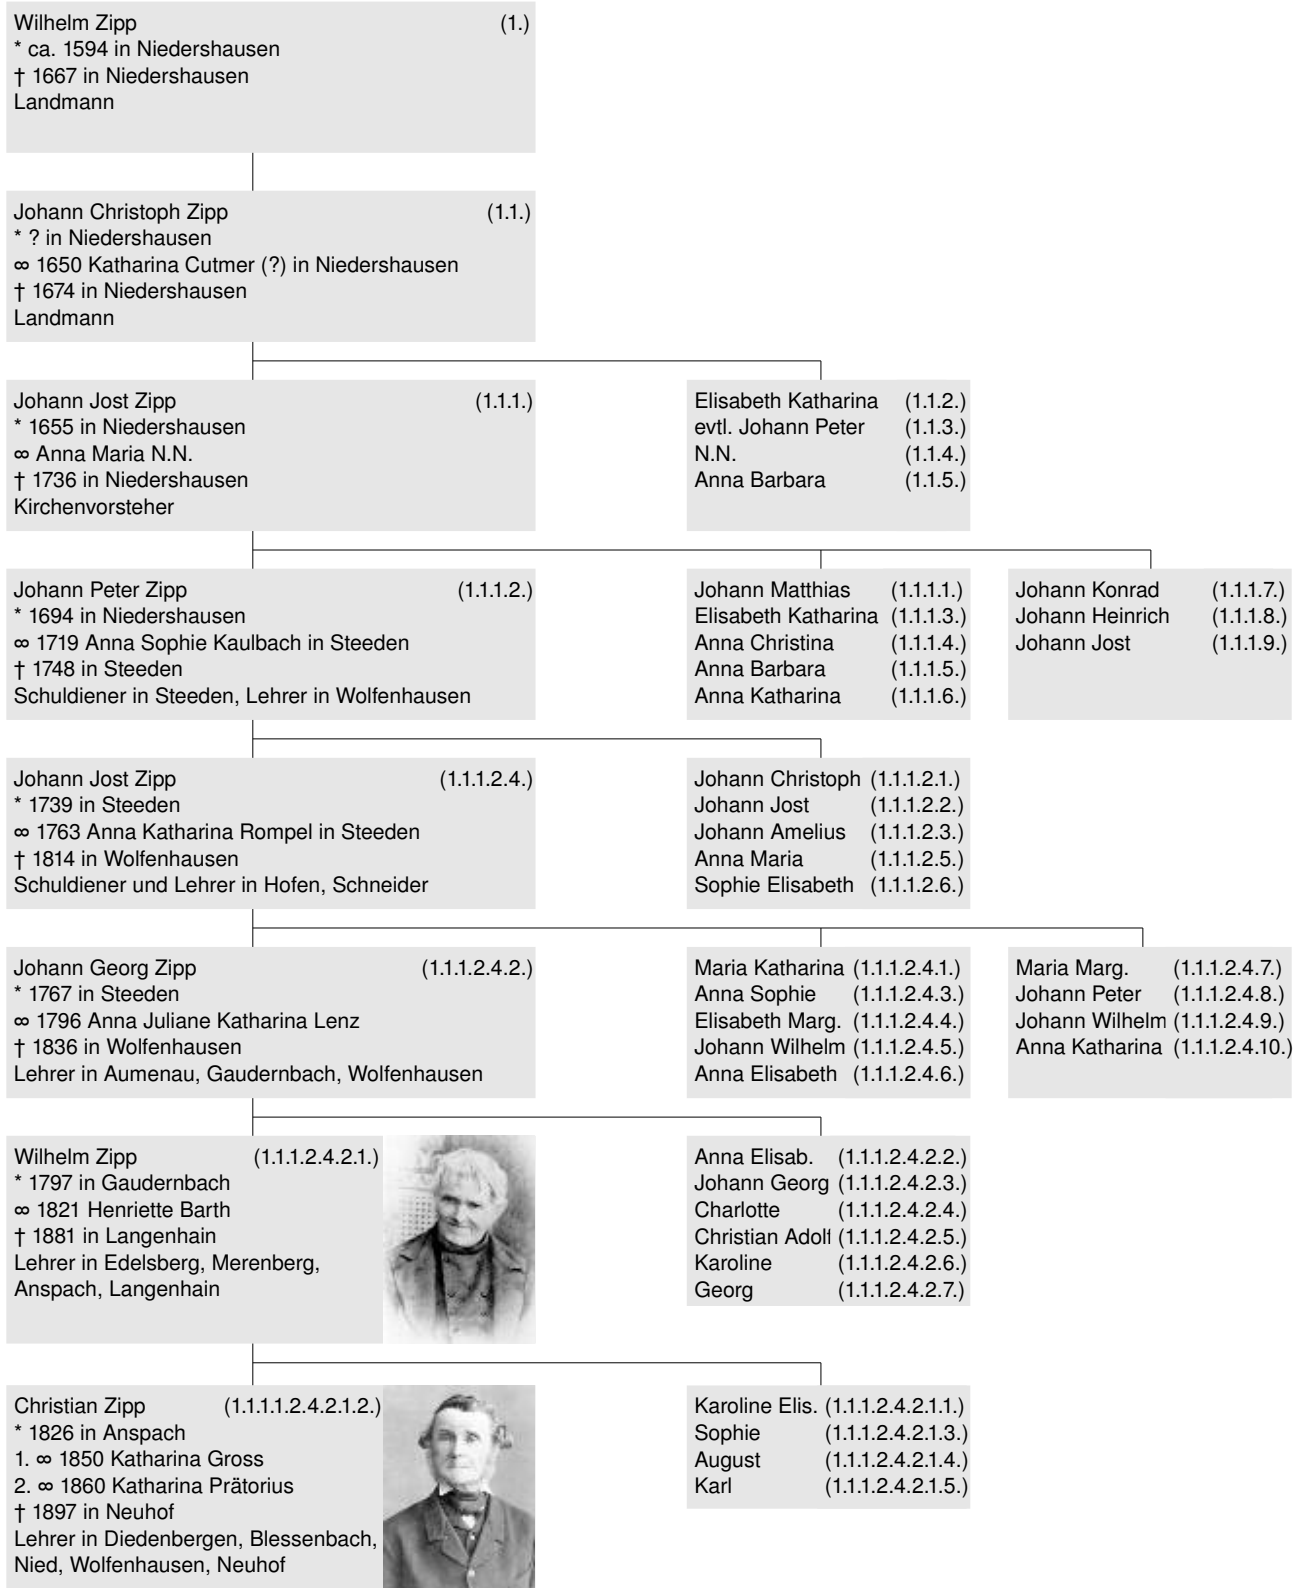 Wilhelm Zipp (1.)
* ca. 1594 in Niedershausen
† 1667 in Niedershausen
Landmann
Johann Christoph Zipp (1.1.)
* ? in Niedershausen
∞ 1650 Katharina Cutmer (?) in Niedershausen
† 1674 in Niedershausen
Landmann
Johann Jost Zipp (1.1.1.)
* 1655 in Niedershausen
∞ Anna Maria N.N.
† 1736 in Niedershausen
Kirchenvorsteher
Elisabeth Katharina (1.1.2.)
evtl. Johann Peter (1.1.3.)
N.N. (1.1.4.)
Anna Barbara (1.1.5.)
Johann Peter Zipp (1.1.1.2.)
* 1694 in Niedershausen
∞ 1719 Anna Sophie Kaulbach in Steeden
† 1748 in Steeden
Schuldiener in Steeden, Lehrer in Wolfenhausen
Johann Matthias (1.1.1.1.)
Elisabeth Katharina (1.1.1.3.)
Anna Christina (1.1.1.4.)
Anna Barbara (1.1.1.5.)
Anna Katharina (1.1.1.6.)
Johann Konrad (1.1.1.7.)
Johann Heinrich (1.1.1.8.)
Johann Jost (1.1.1.9.)
Johann Jost Zipp (1.1.1.2.4.)
* 1739 in Steeden
∞ 1763 Anna Katharina Rompel in Steeden
† 1814 in Wolfenhausen
Schuldiener und Lehrer in Hofen, Schneider
Johann Christoph (1.1.1.2.1.)
Johann Jost (1.1.1.2.2.)
Johann Amelius (1.1.1.2.3.)
Anna Maria (1.1.1.2.5.)
Sophie Elisabeth (1.1.1.2.6.)
Johann Georg Zipp (1.1.1.2.4.2.)
* 1767 in Steeden
∞ 1796 Anna Juliane Katharina Lenz
† 1836 in Wolfenhausen
Lehrer in Aumenau, Gaudernbach, Wolfenhausen
Maria Katharina (1.1.1.2.4.1.)
Anna Sophie (1.1.1.2.4.3.)
Elisabeth Marg. (1.1.1.2.4.4.)
Johann Wilhelm (1.1.1.2.4.5.)
Anna Elisabeth (1.1.1.2.4.6.)
Maria Marg. (1.1.1.2.4.7.)
Johann Peter (1.1.1.2.4.8.)
Johann Wilhelm (1.1.1.2.4.9.)
Anna Katharina (1.1.1.2.4.10.)
Wilhelm Zipp (1.1.1.2.4.2.1.)
* 1797 in Gaudernbach
∞ 1821 Henriette Barth
† 1881 in Langenhain
Lehrer in Edelsberg, Merenberg,
Anspach, Langenhain
Anna Elisab. (1.1.1.2.4.2.2.)
Johann Georg (1.1.1.2.4.2.3.)
Charlotte (1.1.1.2.4.2.4.)
Christian Adolf (1.1.1.2.4.2.5.)
Karoline (1.1.1.2.4.2.6.)
Georg (1.1.1.2.4.2.7.)
Christian Zipp (1.1.1.1.2.4.2.1.2.)
* 1826 in Anspach
1. ∞ 1850 Katharina Gross
2. ∞ 1860 Katharina Prätorius
† 1897 in Neuhof
Lehrer in Diedenbergen, Blessenbach,
Nied, Wolfenhausen, Neuhof
Karoline Elis. (1.1.1.2.4.2.1.1.)
Sophie (1.1.1.2.4.2.1.3.)
August (1.1.1.2.4.2.1.4.)
Karl (1.1.1.2.4.2.1.5.)